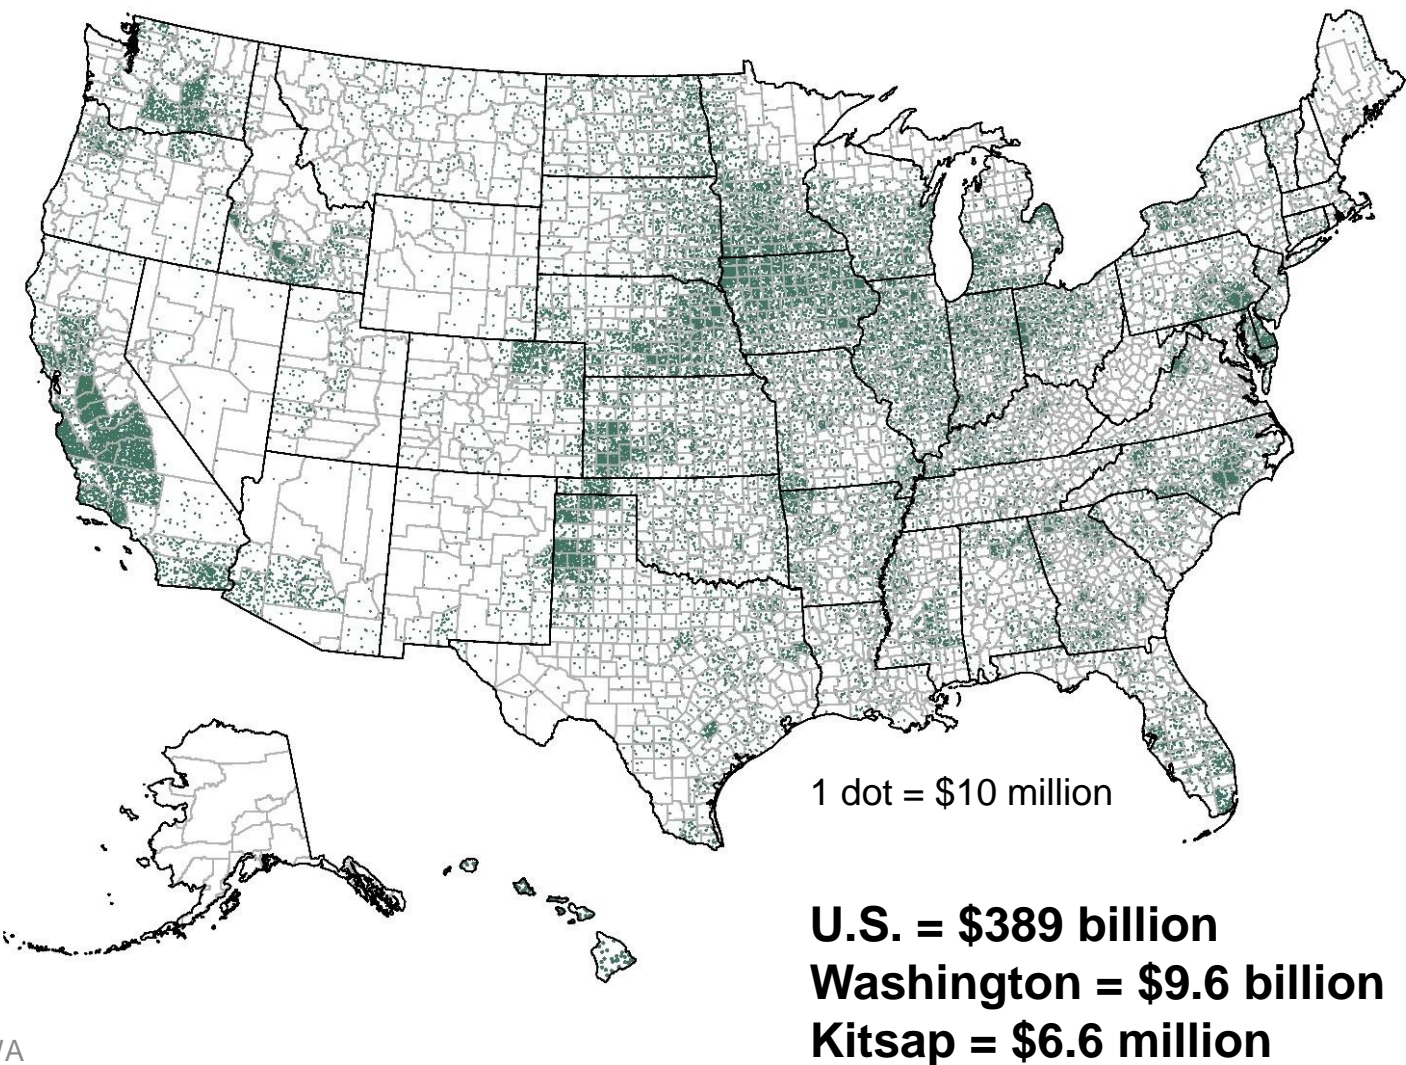 1 dot = $10 million
U.S. = $389 billion
Washington = $9.6 billion
Kitsap = $6.6 million